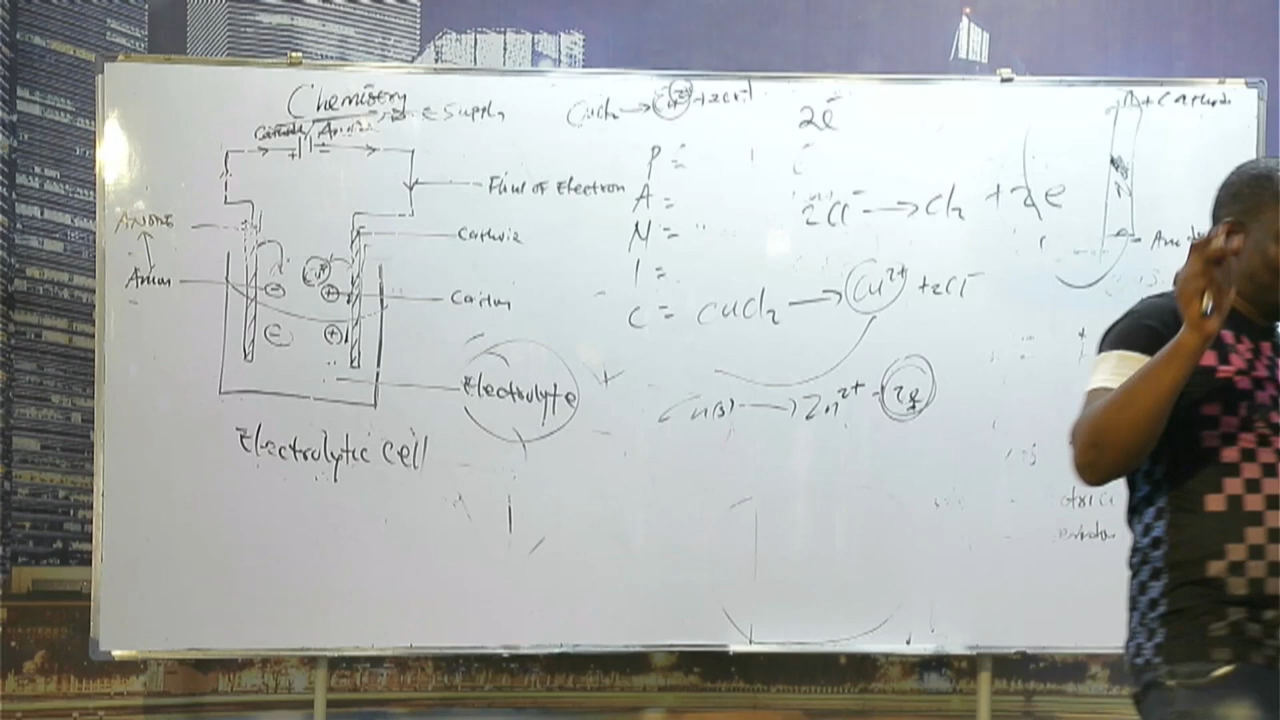 Chemistry
e Supply
Cathode Anode
+
Flow of Electron
Anode
Cathode
Anion
Cation
Electrolyte
Electrolytic cell
CuCl2 → Cu2+ + 2Cl-
2e-
P =
A =
N =
I =
C = CuCl2 → Cu2+ + 2Cl-
2Cl- → Cl2 + 2e
→ Zn2+ - 2e
+ Cathode